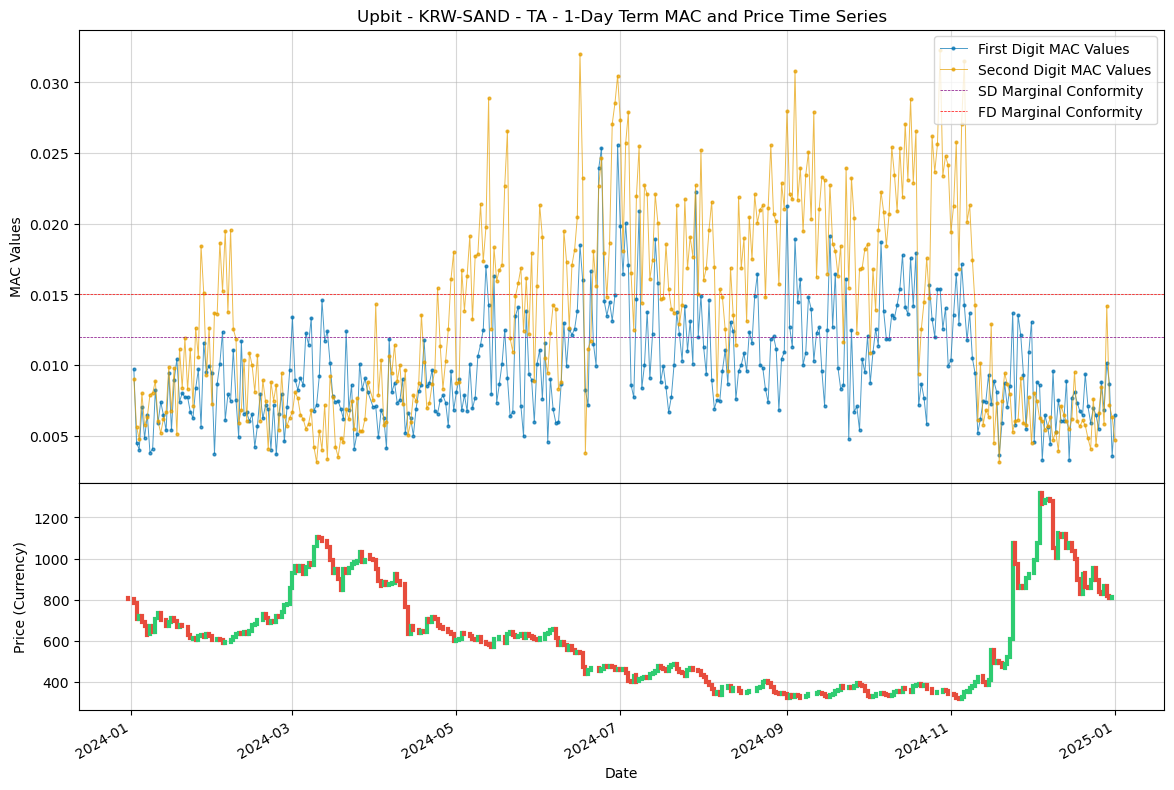 Upbit - KRW-SAND - TA - 1-Day Term MAC and Price Time Series
First Digit MAC Values
Second Digit MAC Values
SD Marginal Conformity
FD Marginal Conformity
MAC Values
0.030
0.025
0.020
0.015
0.010
0.005
Price (Currency)
1200
1000
800
600
400
2024-01
2024-03
2024-05
2024-07
2024-09
2024-11
2025-01
Date